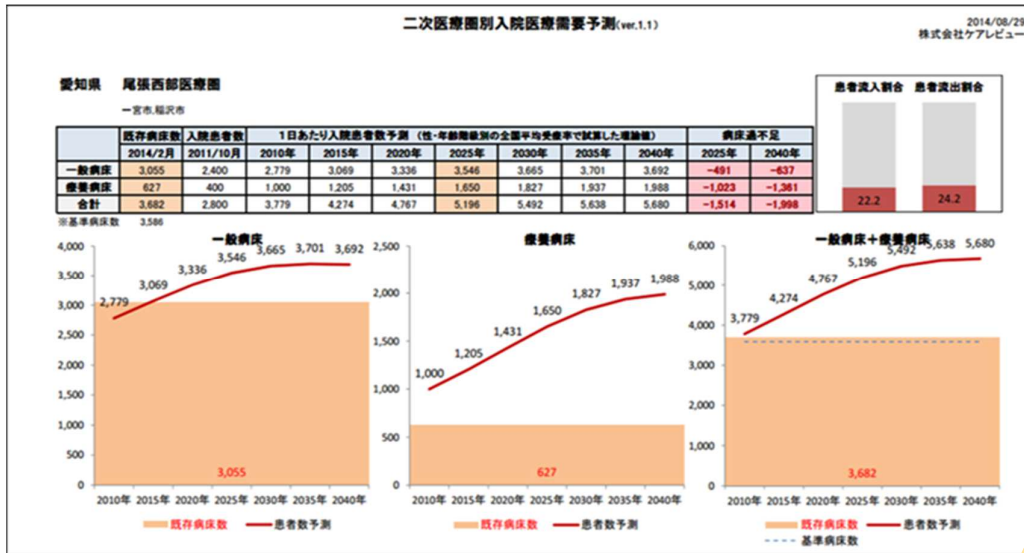 二次医療圏別入院医療需要予測(ver.1.1)
2014/08/29
株式会社ケアレビュー
愛知県 尾張西部医療圏
一宮市,稲沢市
既存病床数 入院患者数 1日あたり入院患者数予測 (性・年齢階級別の全国平均受療率で試算した理論値) 病床過不足
2014/2月 2011/10月 2010年 2015年 2020年 2025年 2030年 2035年 2040年 2025年 2040年
一般病床 3,055 2,400 2,779 3,069 3,336 3,546 3,665 3,701 3,692 -491 -637
療養病床 627 400 1,000 1,205 1,431 1,650 1,827 1,937 1,988 -1,023 -1,361
合計 3,682 2,800 3,779 4,274 4,767 5,196 5,492 5,638 5,680 -1,514 -1,998
※基準病床数 3,586
患者流入割合 患者流出割合
22.2 24.2
一般病床
4,000
3,500
3,000
2,500
2,000
1,500
1,000
500
0
2,779 3,069 3,336 3,546 3,665 3,701 3,692
3,055
2010年 2015年 2020年 2025年 2030年 2035年 2040年
既存病床数 患者数予測
療養病床
2,500
2,000
1,500
1,000
500
0
1,000 1,205 1,431 1,650 1,827 1,937 1,988
627
2010年 2015年 2020年 2025年 2030年 2035年 2040年
既存病床数 患者数予測
一般病床+療養病床
6,000
5,000
4,000
3,000
2,000
1,000
0
3,779 4,274 4,767 5,196 5,492 5,638 5,680
3,682
2010年 2015年 2020年 2025年 2030年 2035年 2040年
既存病床数 患者数予測
基準病床数